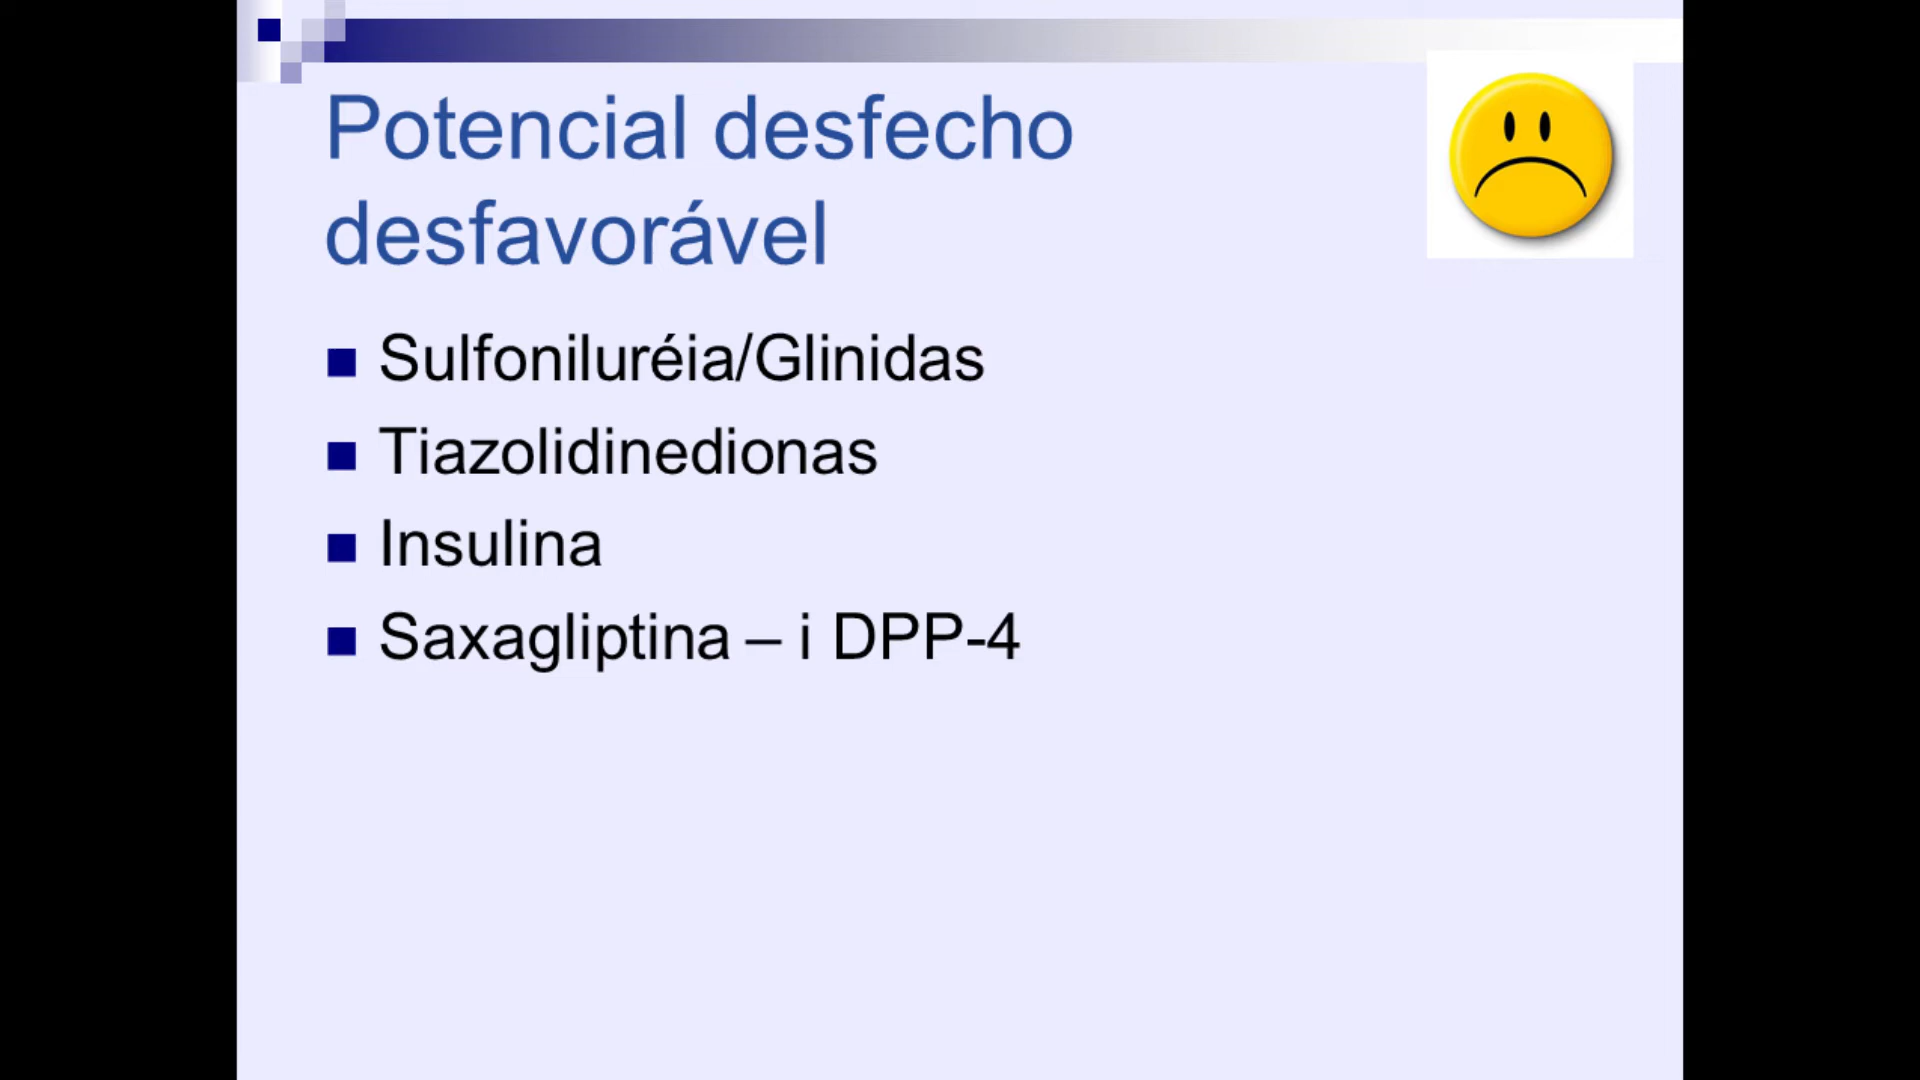 Potencial desfecho
desfavorável
Sulfoniluréia/Glinidas
Tiazolidinedionas
Insulina
Saxagliptina – i DPP-4